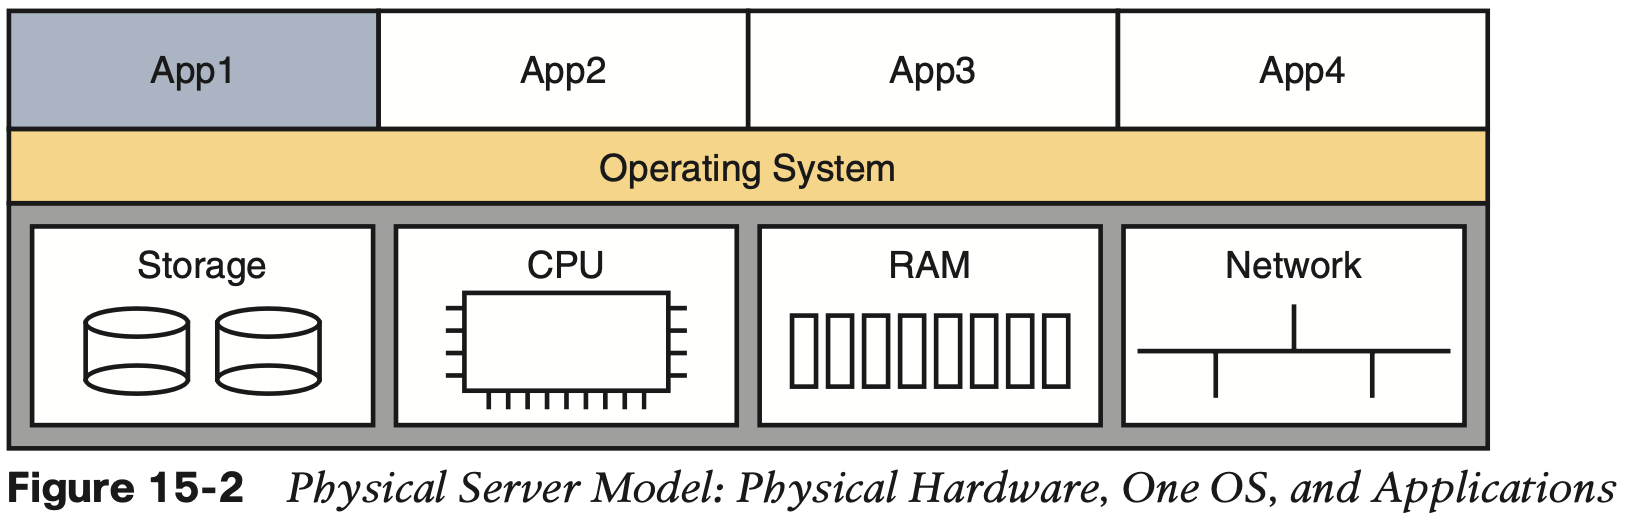 App1 App2 App3 App4
Operating System
Storage CPU RAM Network
Figure 15-2 Physical Server Model: Physical Hardware, One OS, and Applications